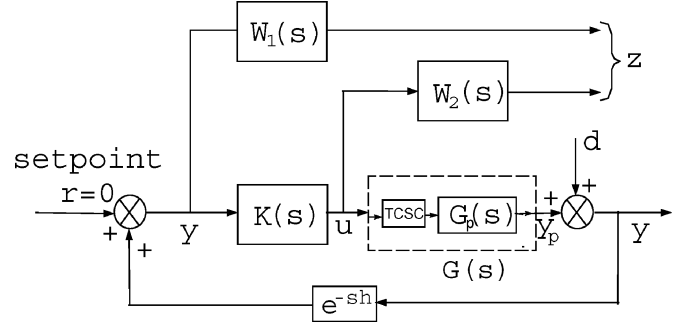 W1(s)
z
W2(s)
setpoint
r=0
d
+
+
y
K(s)
u
TCSC
Gp(s)
+
yp
+
y
G(s)
e-sh